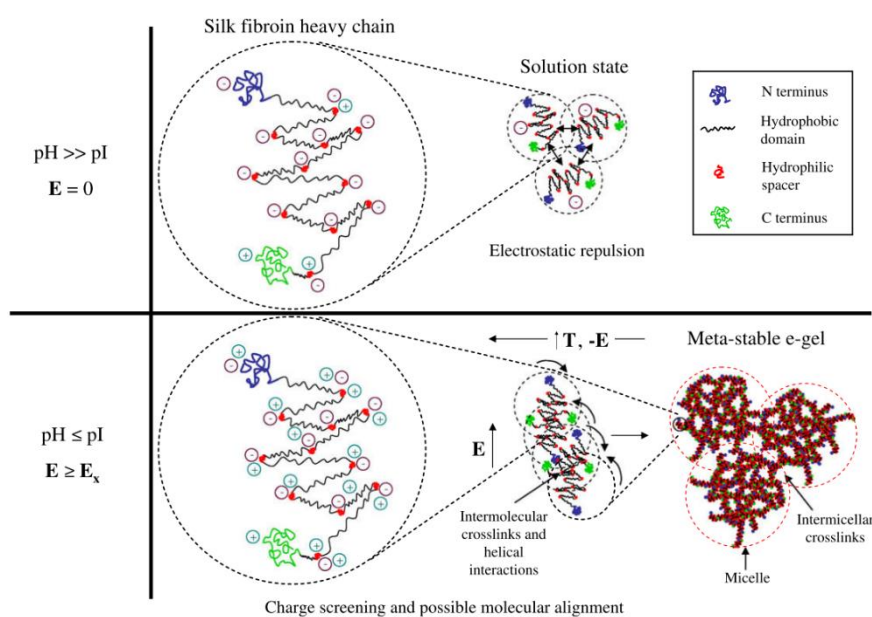 Silk fibroin heavy chain
Solution state
N terminus
Hydrophobic
domain
Hydrophilic
spacer
C terminus
pH >> pI
E = 0
Electrostatic repulsion
↑T, -E
Meta-stable e-gel
pH ≤ pI
E ≥ Eₓ
E
Intermolecular
crosslinks and
helical
interactions
Intermicellar
crosslinks
Micelle
Charge screening and possible molecular alignment